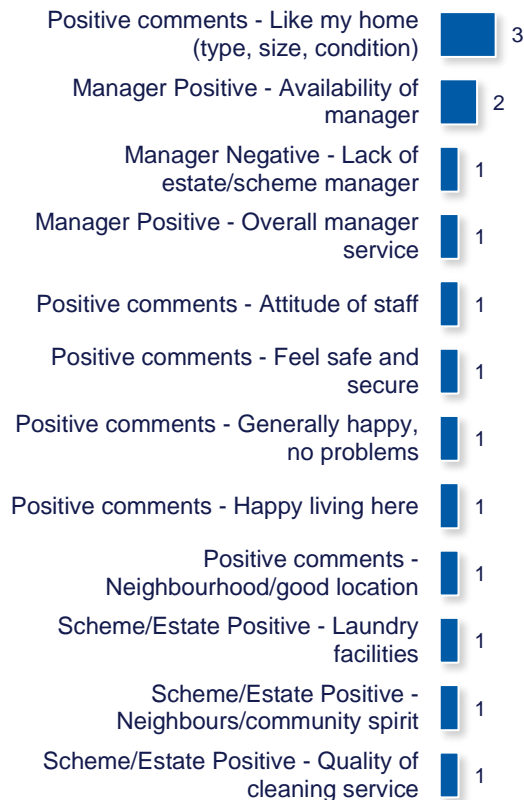 Positive comments - Like my home
(type, size, condition)
3
Manager Positive - Availability of
manager
2
Manager Negative - Lack of
estate/scheme manager
1
Manager Positive - Overall manager
service
1
Positive comments - Attitude of staff
1
Positive comments - Feel safe and
secure
1
Positive comments - Generally happy,
no problems
1
Positive comments - Happy living here
1
Positive comments -
Neighbourhood/good location
1
Scheme/Estate Positive - Laundry
facilities
1
Scheme/Estate Positive -
Neighbours/community spirit
1
Scheme/Estate Positive - Quality of
cleaning service
1